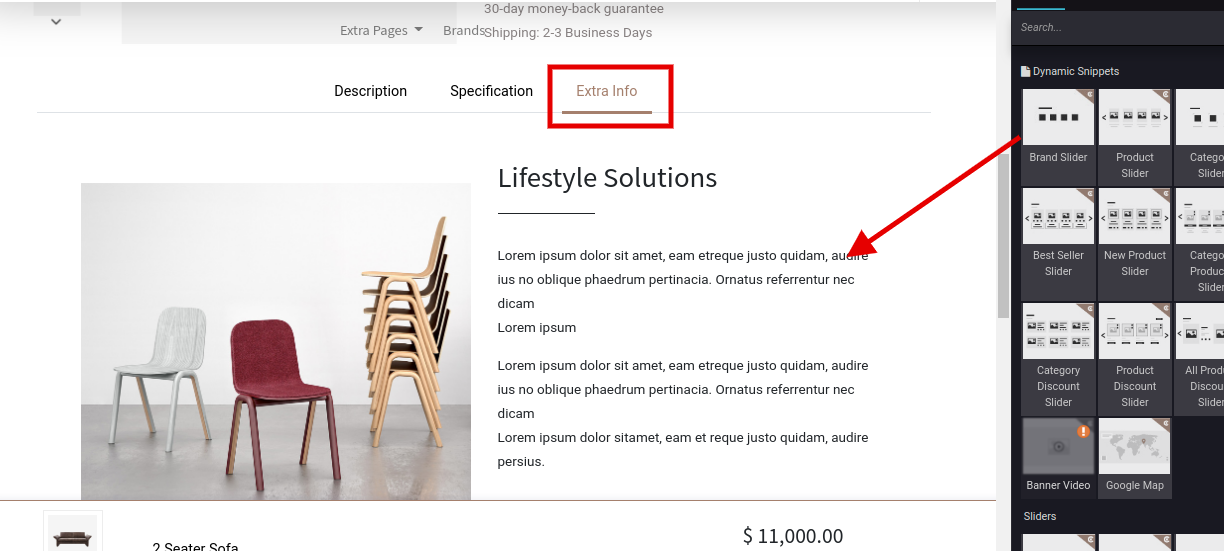 30-day money-back guarantee
Extra Pages
Brands
Shipping: 2-3 Business Days
Description
Specification
Extra Info
Lifestyle Solutions
Lorem ipsum dolor sit amet, eam etreque justo quidam, audire
ius no oblique phaedrum pertinacia. Ornatus referrentur nec
dicam
Lorem ipsum
Lorem ipsum dolor sit amet, eam etreque justo quidam, audire
ius no oblique phaedrum pertinacia. Ornatus referrentur nec
dicam
Lorem ipsum dolor sitamet, eam et reque justo quidam, audire
persius.
2 Seater Sofa
$ 11,000.00
Search...
Dynamic Snippets
Brand Slider
Product
Slider
Catego
Slider
Best Seller
Slider
New Product
Slider
Catego
Produc
Slider
Category
Discount
Slider
Product
Discount
Slider
All Produ
Discou
Slider
Banner Video
Google Map
Sliders